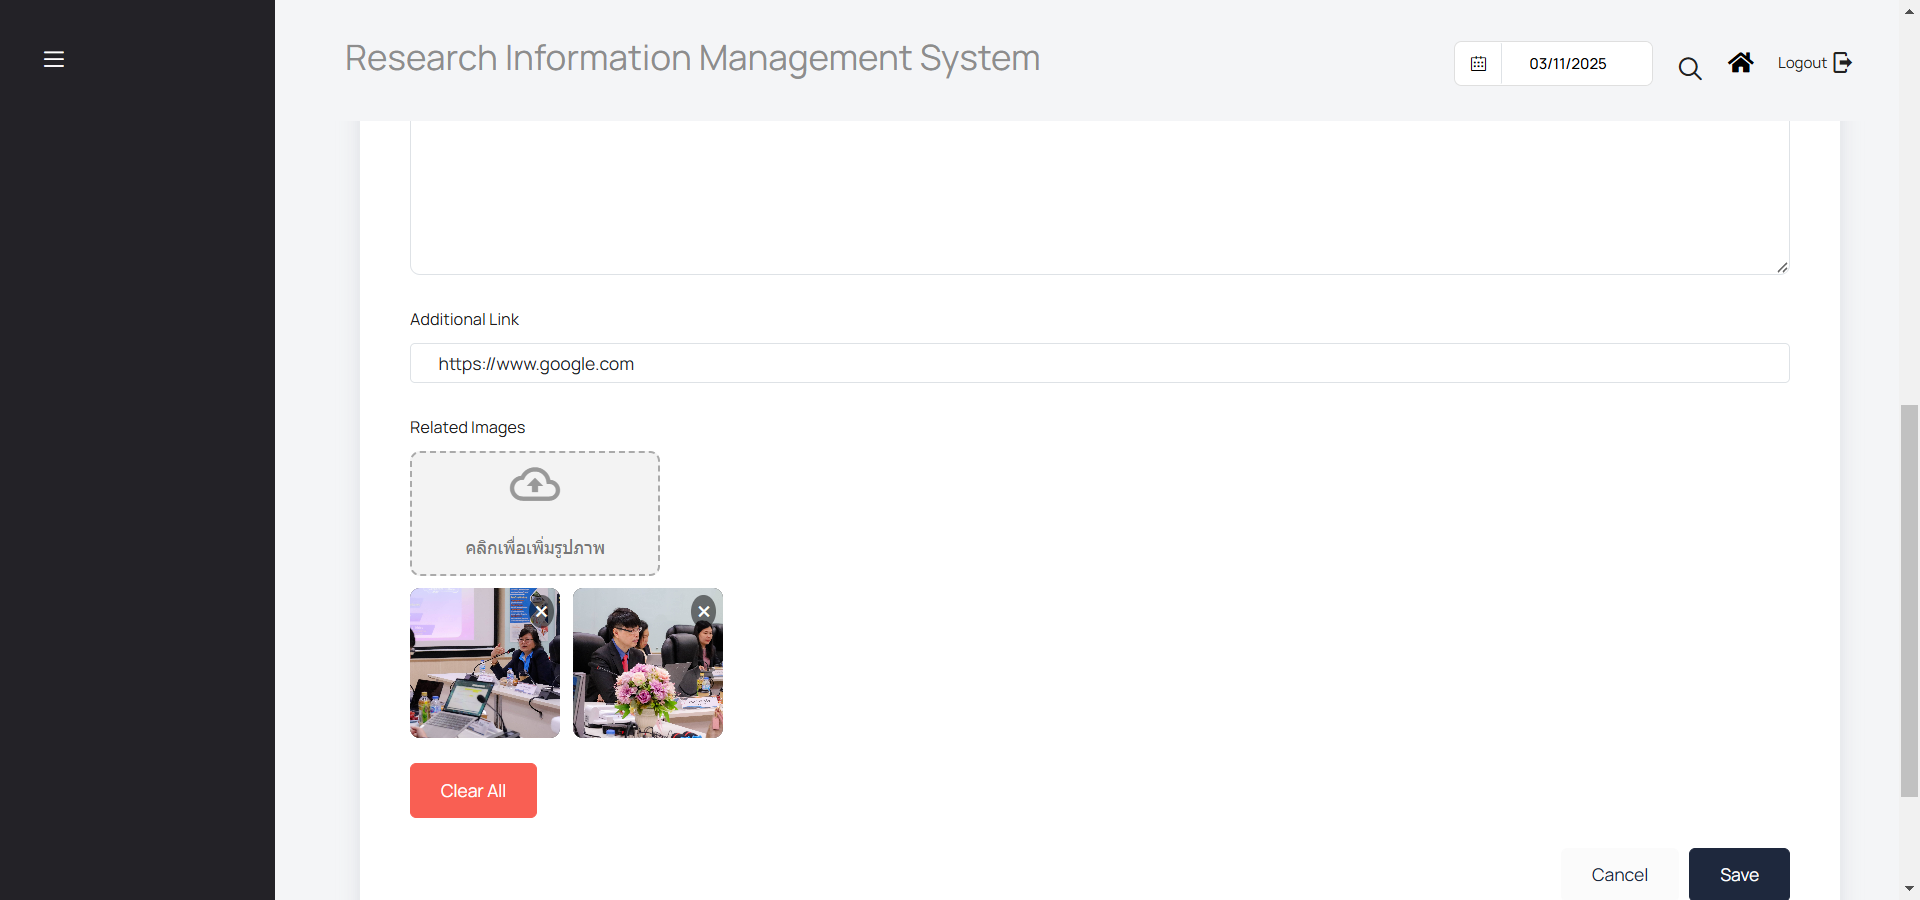 Research Information Management System
03/11/2025
Logout
Additional Link
https://www.google.com
Related Images
คลิกเพื่อเพิ่มรูปภาพ
Clear All
Cancel
Save